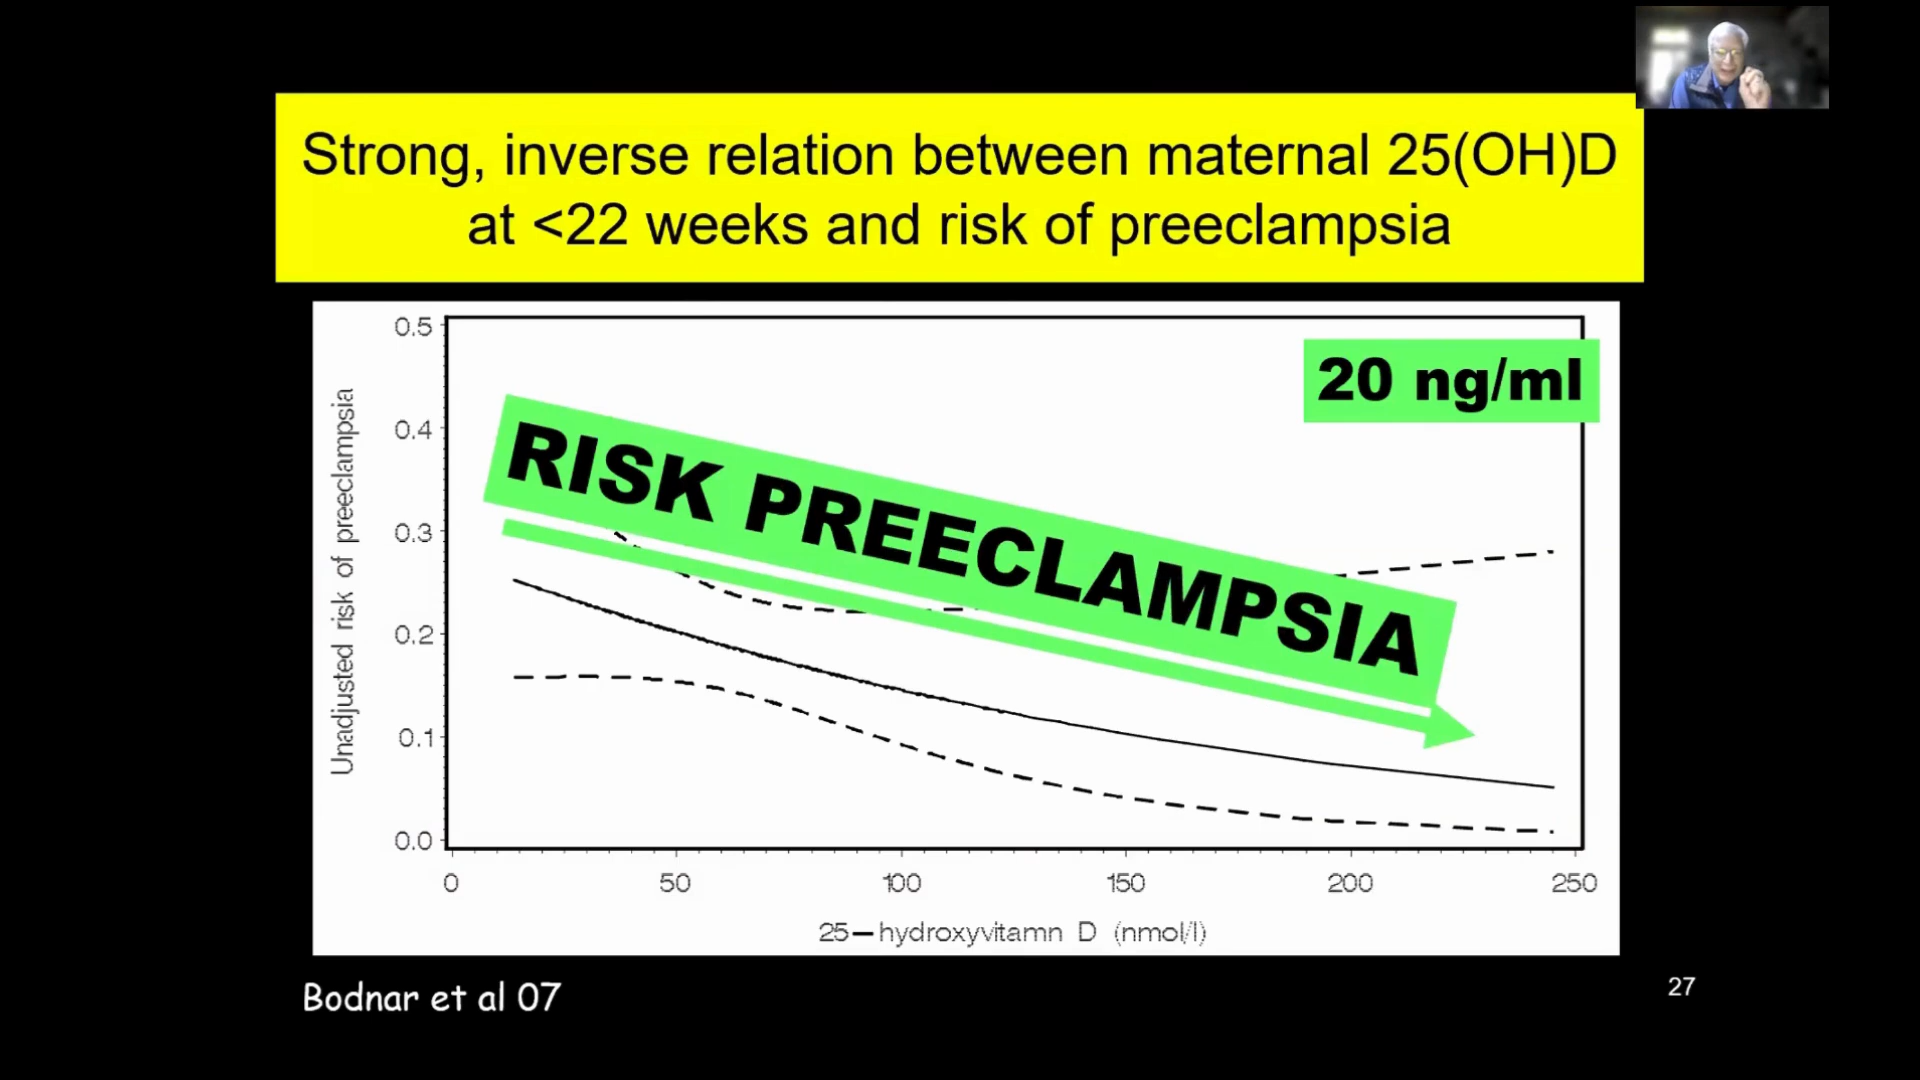 Strong, inverse relation between maternal 25(OH)D
at <22 weeks and risk of preeclampsia
20 ng/ml
RISK PREECLAMPSIA
Unadjusted risk of preeclampsia
0.5
0.4
0.3
0.2
0.1
0.0
0 50 100 150 200 250
25-hydroxyvitamn D (nmol/l)
Bodnar et al 07
27